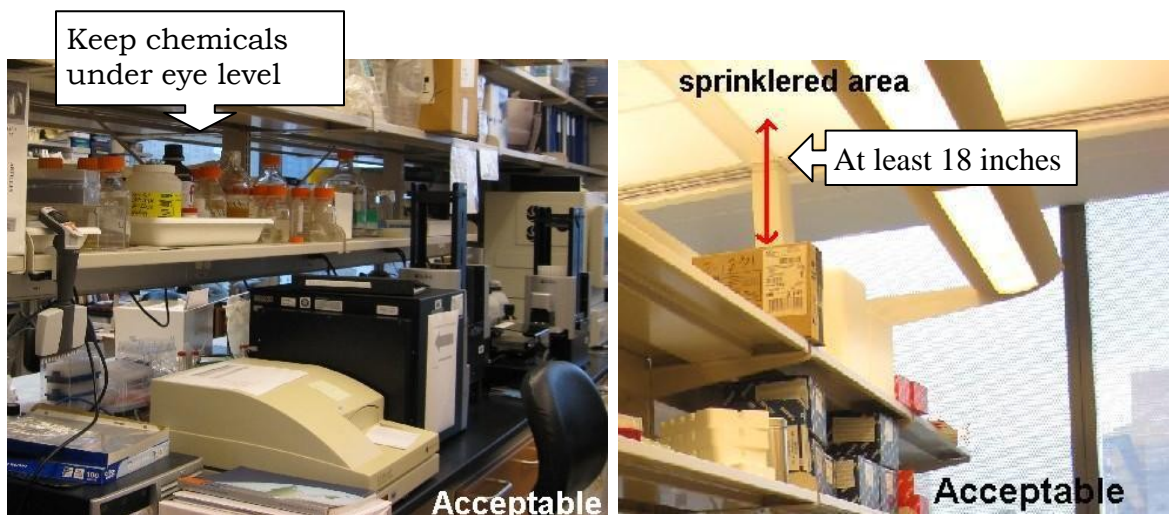 Keep chemicals
under eye level
Acceptable
sprinklered area
At least 18 inches
Acceptable